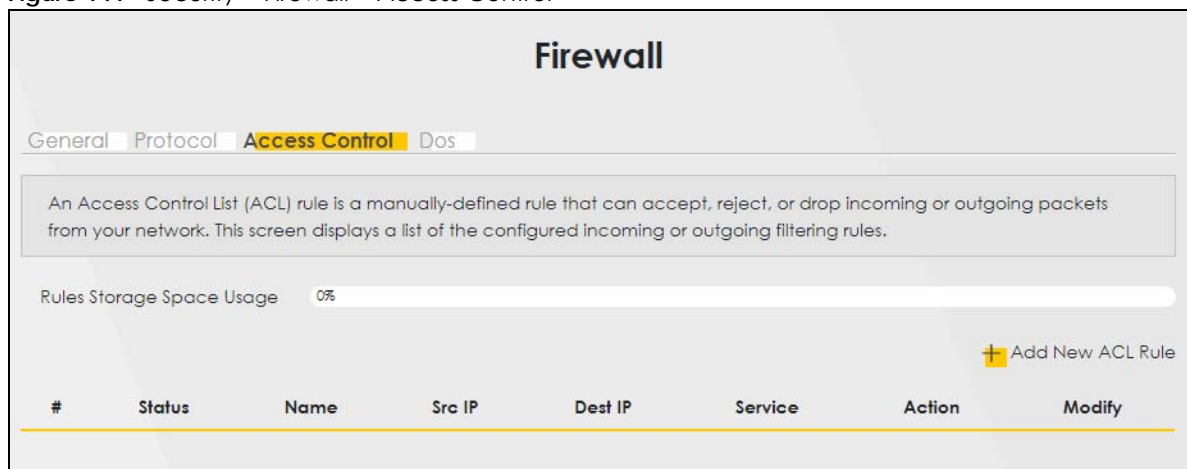 Firewall
General Protocol Access Control Dos
An Access Control List (ACL) rule is a manually-defined rule that can accept, reject, or drop incoming or outgoing packets
from your network. This screen displays a list of the configured incoming or outgoing filtering rules.
Rules Storage Space Usage 0%
+ Add New ACL Rule
# Status Name Src IP Dest IP Service Action Modify